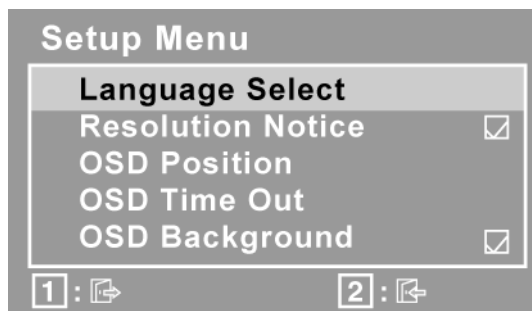 Setup Menu
Language Select
Resolution Notice
OSD Position
OSD Time Out
OSD Background
1 : 2 :